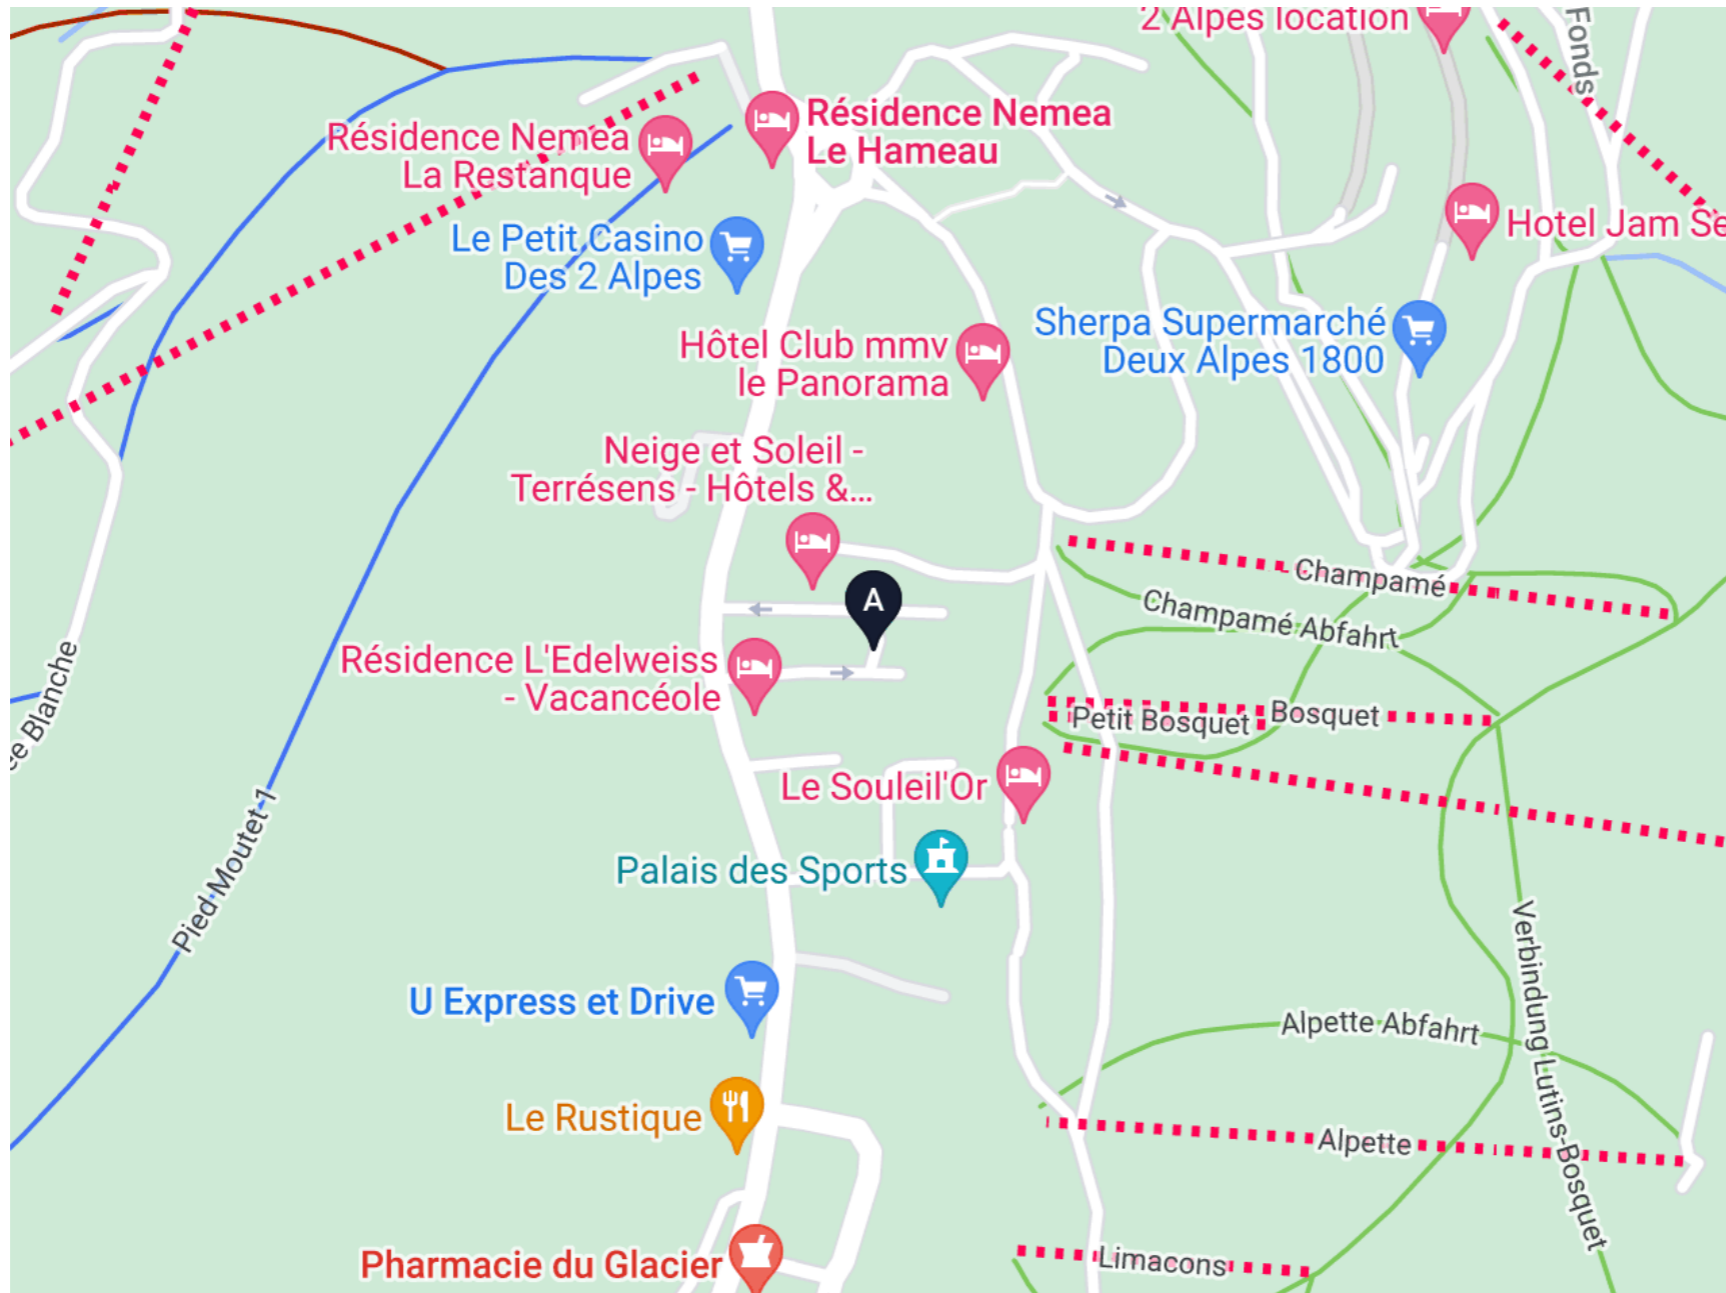 2 Alpes location
Fonds
Résidence Nemea
Le Hameau
Résidence Nemea
La Restanque
Le Petit Casino
Des 2 Alpes
Hotel Jam Se
Sherpa Supermarché
Deux Alpes 1800
Hôtel Club mmv
le Panorama
Neige et Soleil -
Terrésens - Hôtels &...
Champamé
A
Champamé Abfahrt
Résidence L'Edelweiss
- Vacancéole
Bosquet
Petit Bosquet
ee Blanche
Le Souleil'Or
Palais des Sports
Pied Moutet 1
U Express et Drive
Verbindung Lutins-Bosquet
Alpette Abfahrt
Le Rustique
Alpette
Pharmacie du Glacier
Limacons